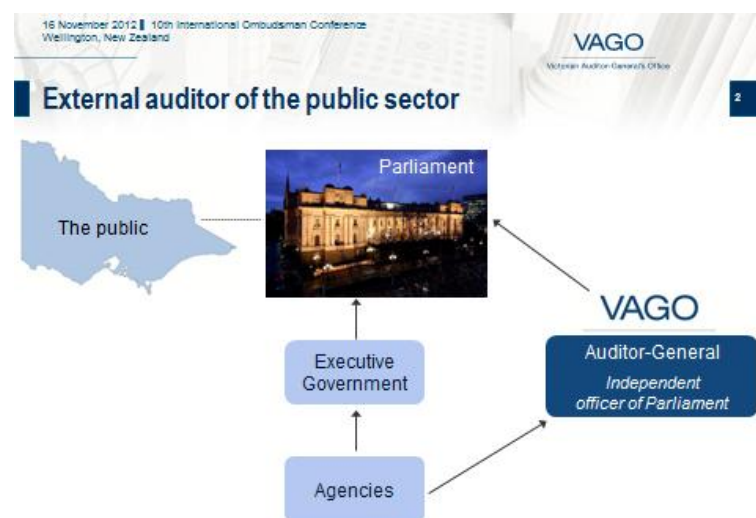 16 November 2012 ▌ 10th International Ombudsman Conference
Wellington, New Zealand
VAGO
Victorian Auditor-General's Office
External auditor of the public sector
2
Parliament
The public
VAGO
Executive
Government
Auditor-General
Independent
officer of Parliament
Agencies